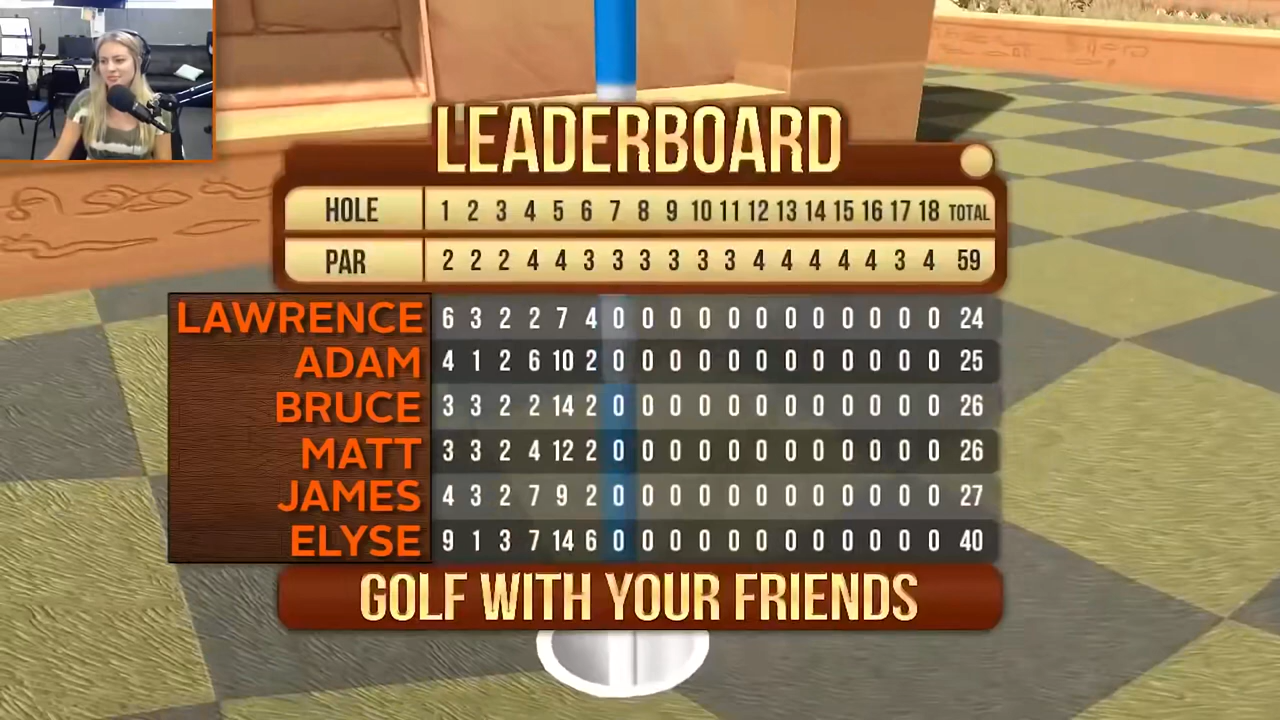 LEADERBOARD
HOLE 1 2 3 4 5 6 7 8 9 10 11 12 13 14 15 16 17 18 TOTAL
PAR 2 2 2 4 4 3 3 3 3 3 3 4 4 4 4 4 3 4 59
LAWRENCE 6 3 2 2 7 4 0 0 0 0 0 0 0 0 0 0 0 0 24
ADAM 4 1 2 6 10 2 0 0 0 0 0 0 0 0 0 0 0 0 25
BRUCE 3 3 2 2 14 2 0 0 0 0 0 0 0 0 0 0 0 0 26
MATT 3 3 2 4 12 2 0 0 0 0 0 0 0 0 0 0 0 0 26
JAMES 4 3 2 7 9 2 0 0 0 0 0 0 0 0 0 0 0 0 27
ELYSE 9 1 3 7 14 6 0 0 0 0 0 0 0 0 0 0 0 0 40
GOLF WITH YOUR FRIENDS